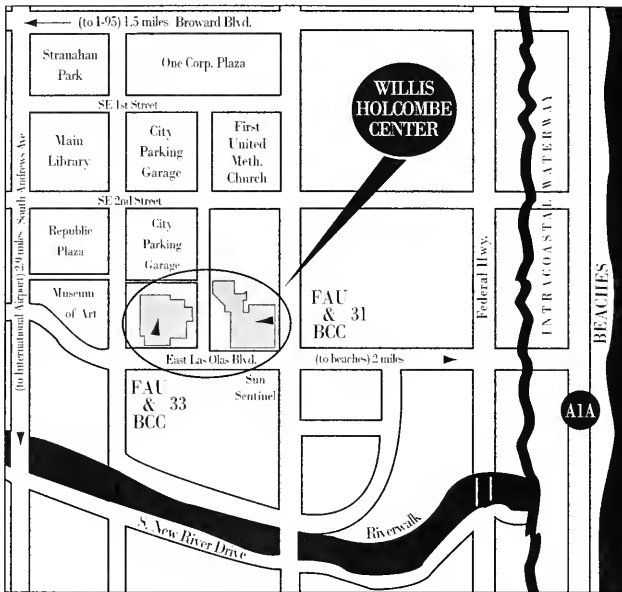 (to I-95) 1.5 miles Broward Blvd.
Stranahan
Park
One Corp. Plaza
WILLIS
HOLCOMBE
CENTER
SE 1st Street
Main
Library
City
Parking
Garage
First
United
Meth.
Church
SE 2nd Street
Republic
Plaza
City
Parking
Garage
Museum
of Art
(to International Airport) 2.9 miles South Andrews Ave
FAU
& 31
BCC
East Las Olas Blvd.
(to beaches) 2 miles
FAU
& 33
BCC
Sun
Sentinel
Federal Hwy.
INTRACOASTAL WATERWAY
BEACHES
A1A
S. New River Drive
Riverwalk